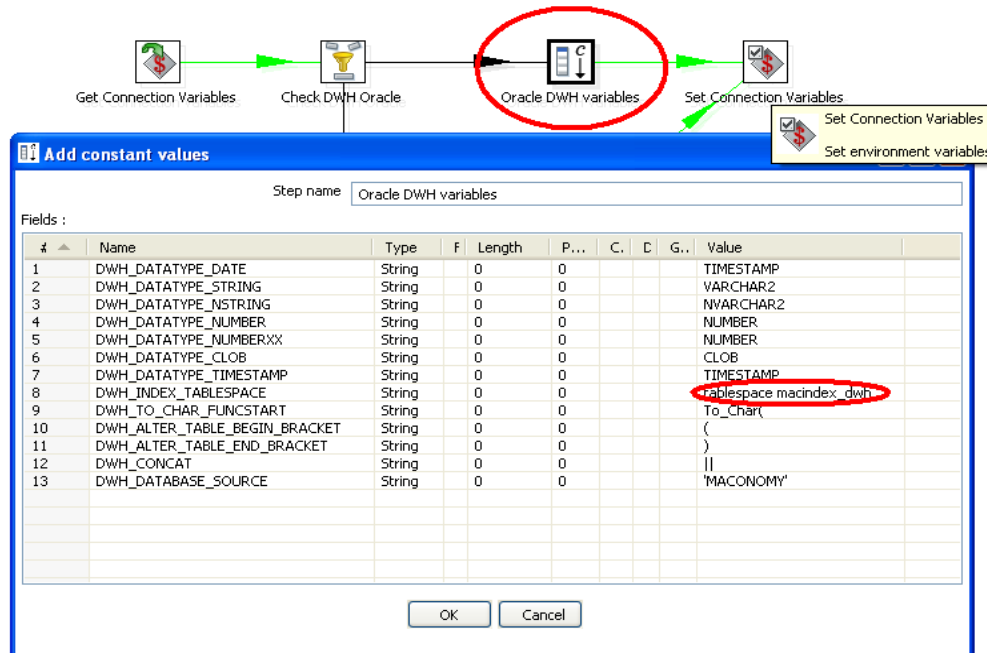 Get Connection Variables Check DWH Oracle Oracle DWH variables Set Connection Variables
Set Connection Variables
Set environment variables
Add constant values
Step name Oracle DWH variables
Fields :
# Name Type F Length P... C. D G.. Value
1 DWH_DATATYPE_DATE String 0 0 TIMESTAMP
2 DWH_DATATYPE_STRING String 0 0 VARCHAR2
3 DWH_DATATYPE_NSTRING String 0 0 NVARCHAR2
4 DWH_DATATYPE_NUMBER String 0 0 NUMBER
5 DWH_DATATYPE_NUMBERXX String 0 0 NUMBER
6 DWH_DATATYPE_CLOB String 0 0 CLOB
7 DWH_DATATYPE_TIMESTAMP String 0 0 TIMESTAMP
8 DWH_INDEX_TABLESPACE String 0 0 tablespace macindex_dwh
9 DWH_TO_CHAR_FUNCSTART String 0 0 To_Char(
10 DWH_ALTER_TABLE_BEGIN_BRACKET String 0 0 (
11 DWH_ALTER_TABLE_END_BRACKET String 0 0 )
12 DWH_CONCAT String 0 0 ||
13 DWH_DATABASE_SOURCE String 0 0 'MACONOMY'
OK Cancel